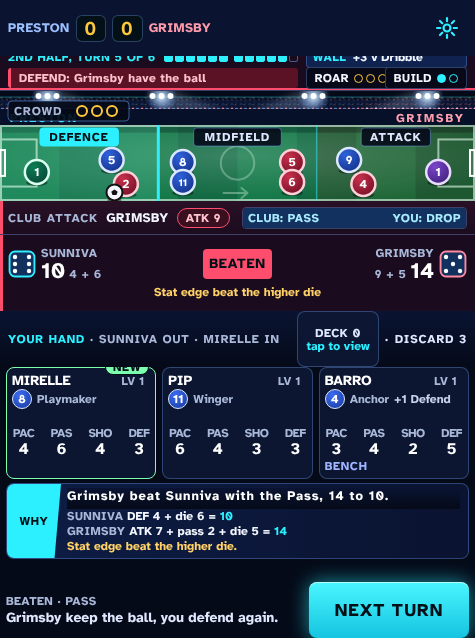 PRESTON 0 0 GRIMSBY
2ND HALF, TURN 5 OF 6
WALL +3 v Dribble
DEFEND: Grimsby have the ball
ROAR
BUILD
CROWD
GRIMSBY
DEFENCE MIDFIELD ATTACK
5 8 5 9
1 1
2 11 6 4
CLUB ATTACK GRIMSBY ATK 9 CLUB: PASS YOU: DROP
SUNNIVA
10 4 + 6
BEATEN
GRIMSBY
9 + 5 14
Stat edge beat the higher die
YOUR HAND · SUNNIVA OUT · MIRELLE IN
DECK 0
tap to view
· DISCARD 3
NEW
MIRELLE LV 1
8 Playmaker
PAC PAS SHO DEF
4 6 4 3
PIP LV 1
11 Winger
PAC PAS SHO DEF
6 4 3 3
BARRO LV 1
4 Anchor +1 Defend
PAC PAS SHO DEF
3 4 2 5
BENCH
WHY
Grimsby beat Sunniva with the Pass, 14 to 10.
SUNNIVA DEF 4 + die 6 = 10
GRIMSBY ATK 7 + pass 2 + die 5 = 14
Stat edge beat the higher die.
BEATEN · PASS
Grimsby keep the ball, you defend again.
NEXT TURN